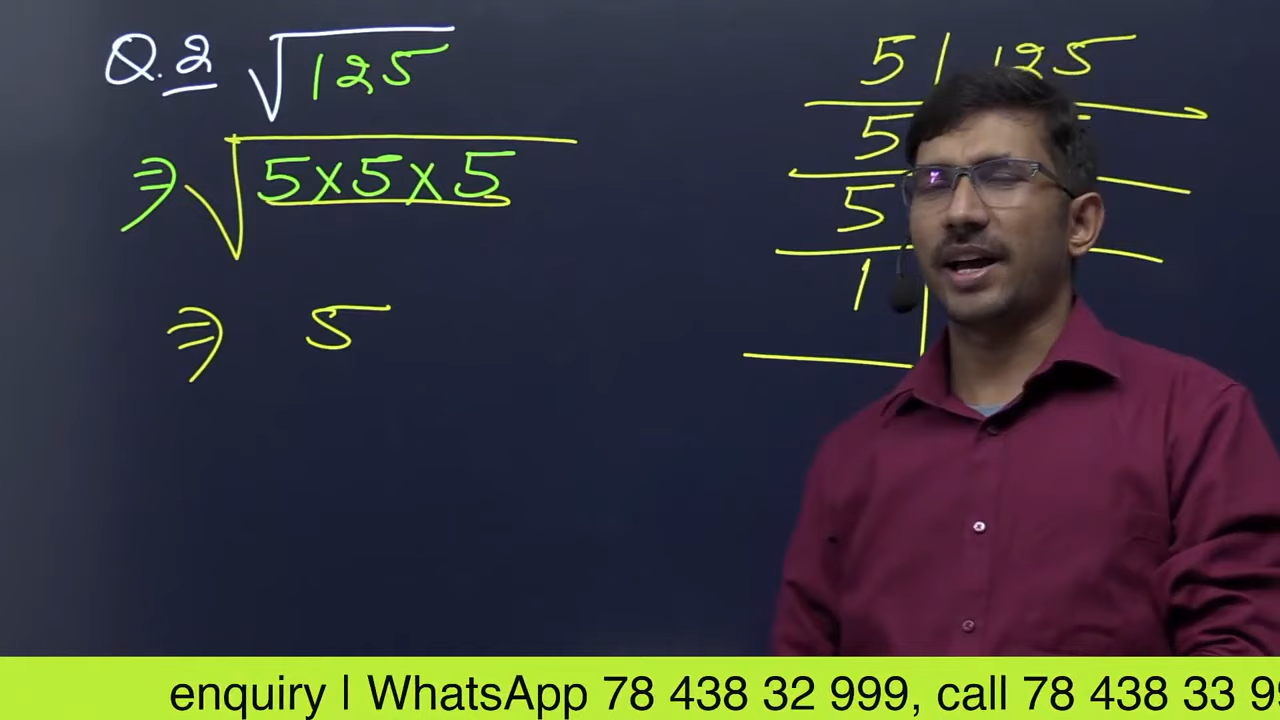 Q.2 √125
⇒ √5×5×5
⇒ 5
5 | 125
5
5
1
enquiry | WhatsApp 78 438 32 999, call 78 438 33